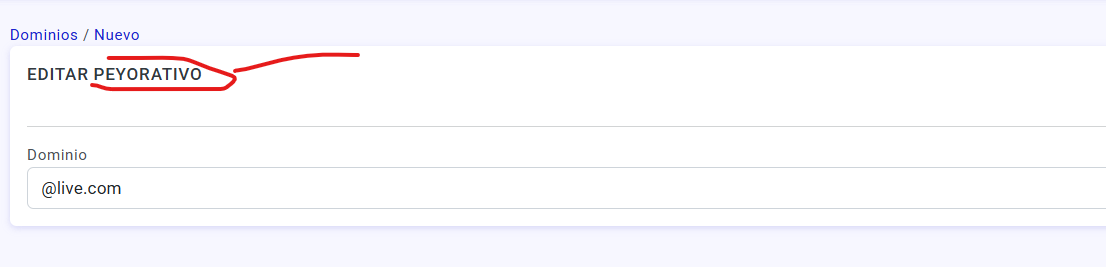 Dominios / Nuevo
EDITAR PEYORATIVO
Dominio
@live.com